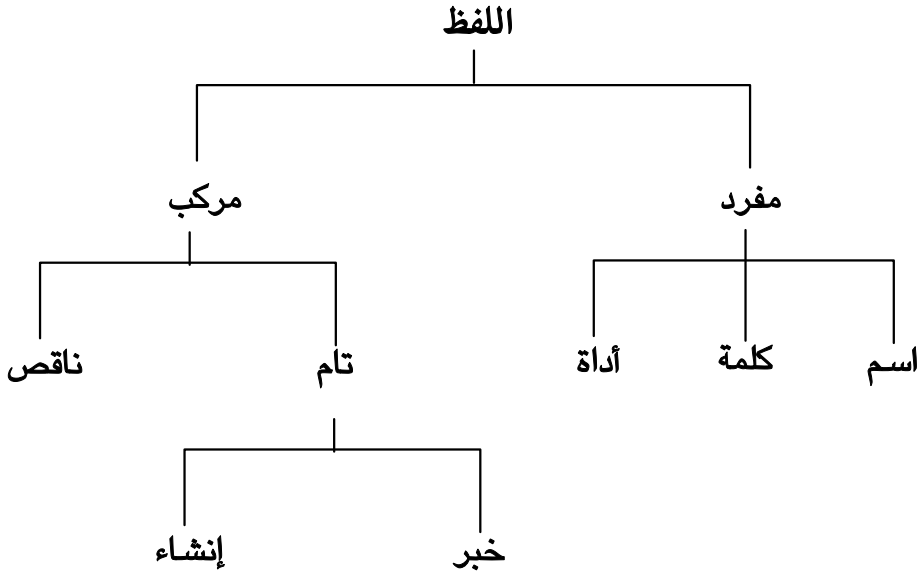 اللفظ
مفرد مركب
اسم كلمة أداة تام ناقص
خبر إنشاء